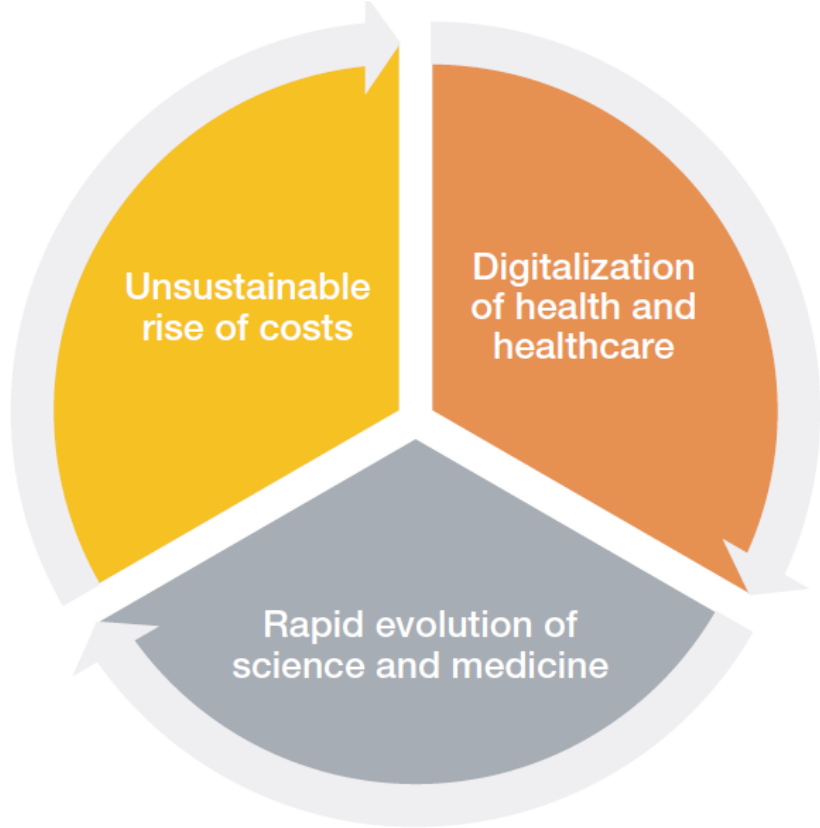 Unsustainable
rise of costs
Digitalization
of health and
healthcare
Rapid evolution of
science and medicine